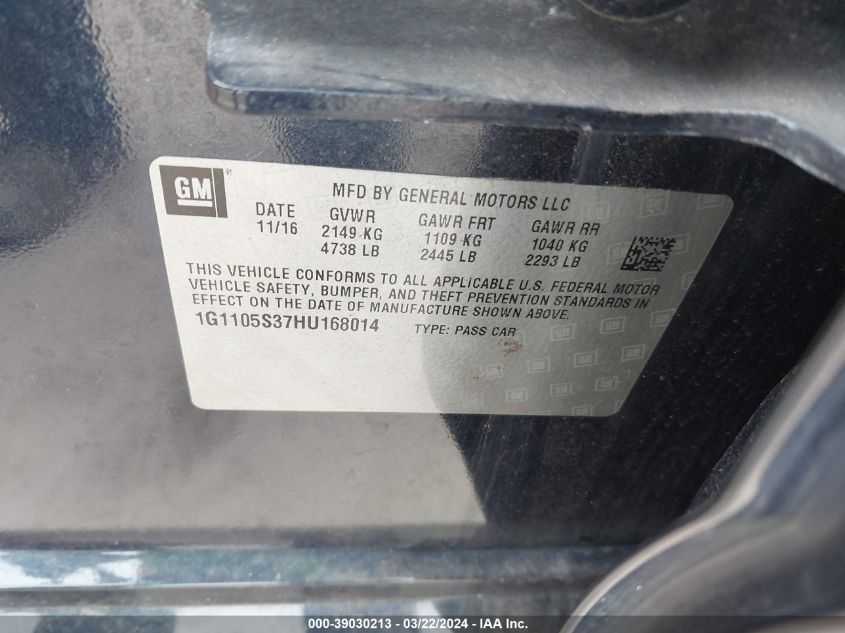 GM®
MFD BY GENERAL MOTORS LLC
DATE GVWR GAWR FRT GAWR RR
11/16 2149 KG 1109 KG 1040 KG
4738 LB 2445 LB 2293 LB
THIS VEHICLE CONFORMS TO ALL APPLICABLE U.S. FEDERAL MOTOR
VEHICLE SAFETY, BUMPER, AND THEFT PREVENTION STANDARDS IN
EFFECT ON THE DATE OF MANUFACTURE SHOWN ABOVE.
1G1105S37HU168014 TYPE: PASS CAR
000-39030213 - 03/22/2024 - IAA Inc.